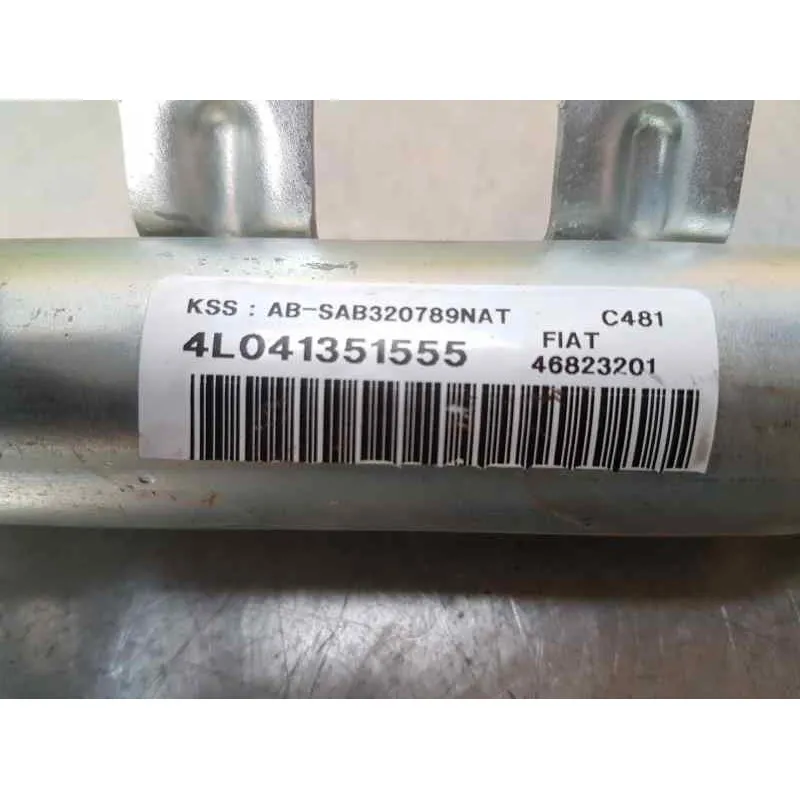 KSS : AB-SAB320789NAT C481
4L041351555 FIAT
46823201